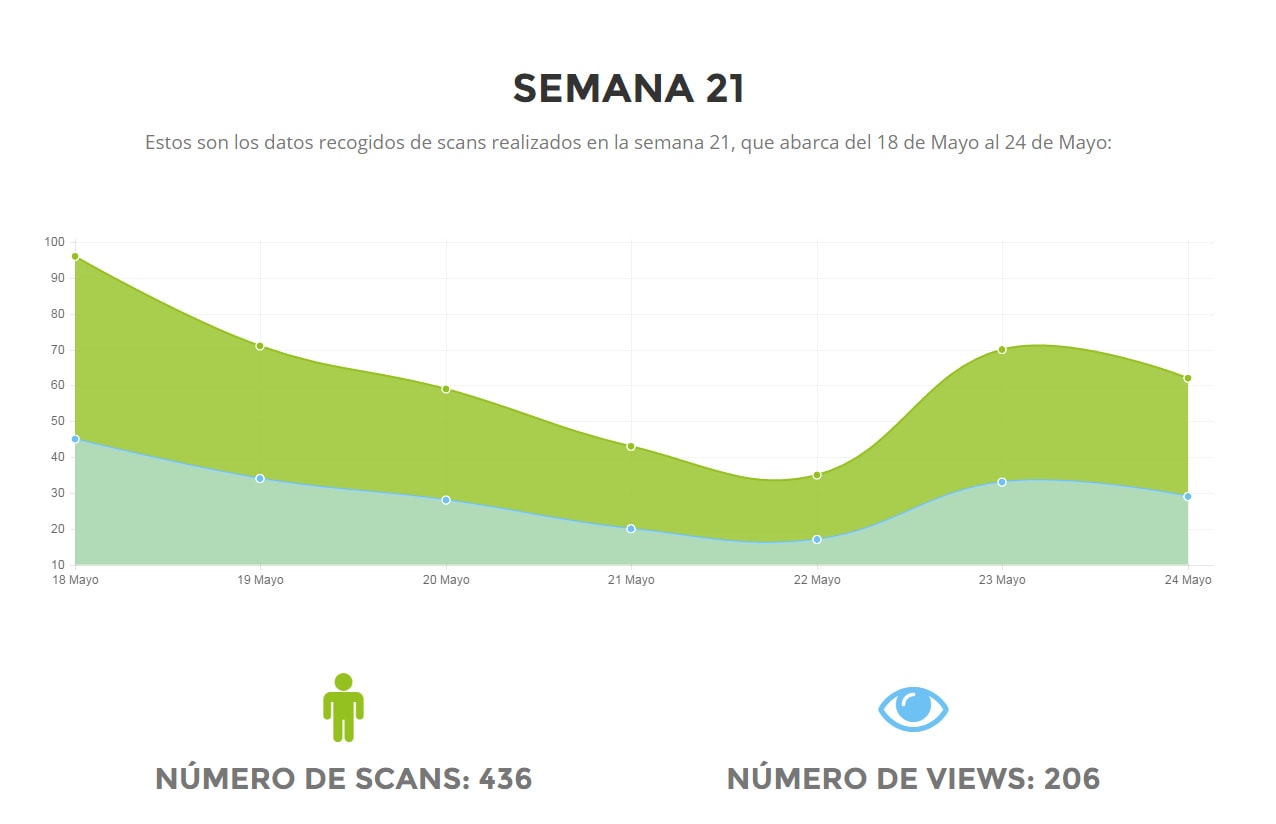 SEMANA 21
Estos son los datos recogidos de scans realizados en la semana 21, que abarca del 18 de Mayo al 24 de Mayo:
100
90
80
70
60
50
40
30
20
10
18 Mayo 19 Mayo 20 Mayo 21 Mayo 22 Mayo 23 Mayo 24 Mayo
NÚMERO DE SCANS: 436 NÚMERO DE VIEWS: 206